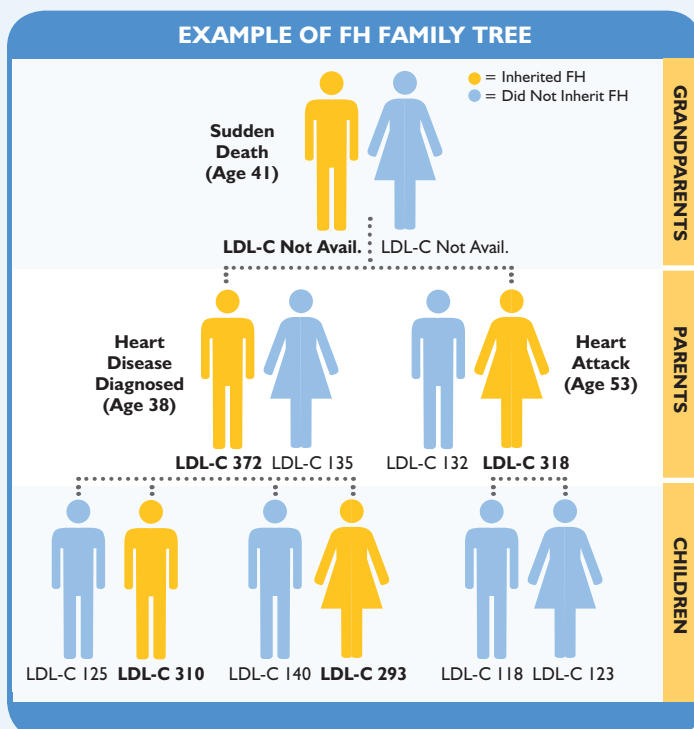 EXAMPLE OF FH FAMILY TREE
= Inherited FH
= Did Not Inherit FH
GRANDPARENTS
Sudden
Death
(Age 41)
LDL-C Not Avail. LDL-C Not Avail.
PARENTS
Heart
Disease
Diagnosed
(Age 38)
Heart
Attack
(Age 53)
LDL-C 372 LDL-C 135 LDL-C 132 LDL-C 318
CHILDREN
LDL-C 125 LDL-C 310 LDL-C 140 LDL-C 293 LDL-C 118 LDL-C 123